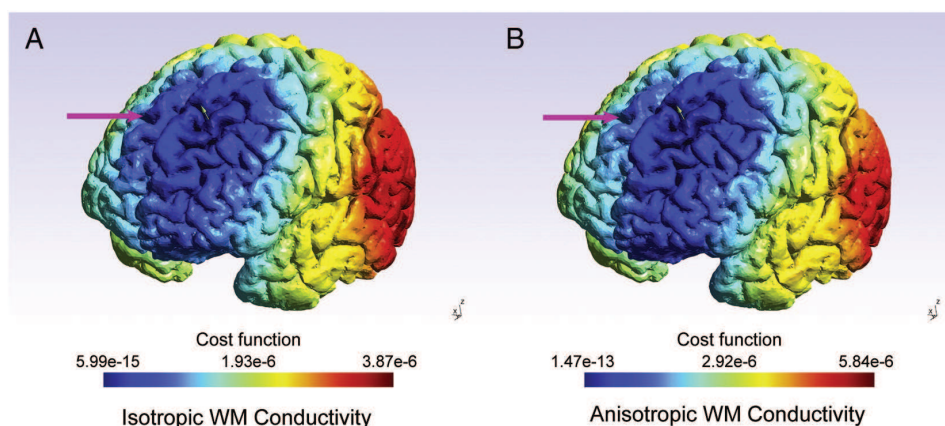 A
B
x z
x z
Cost function
5.99e-15 1.93e-6 3.87e-6
Isotropic WM Conductivity
Cost function
1.47e-13 2.92e-6 5.84e-6
Anisotropic WM Conductivity